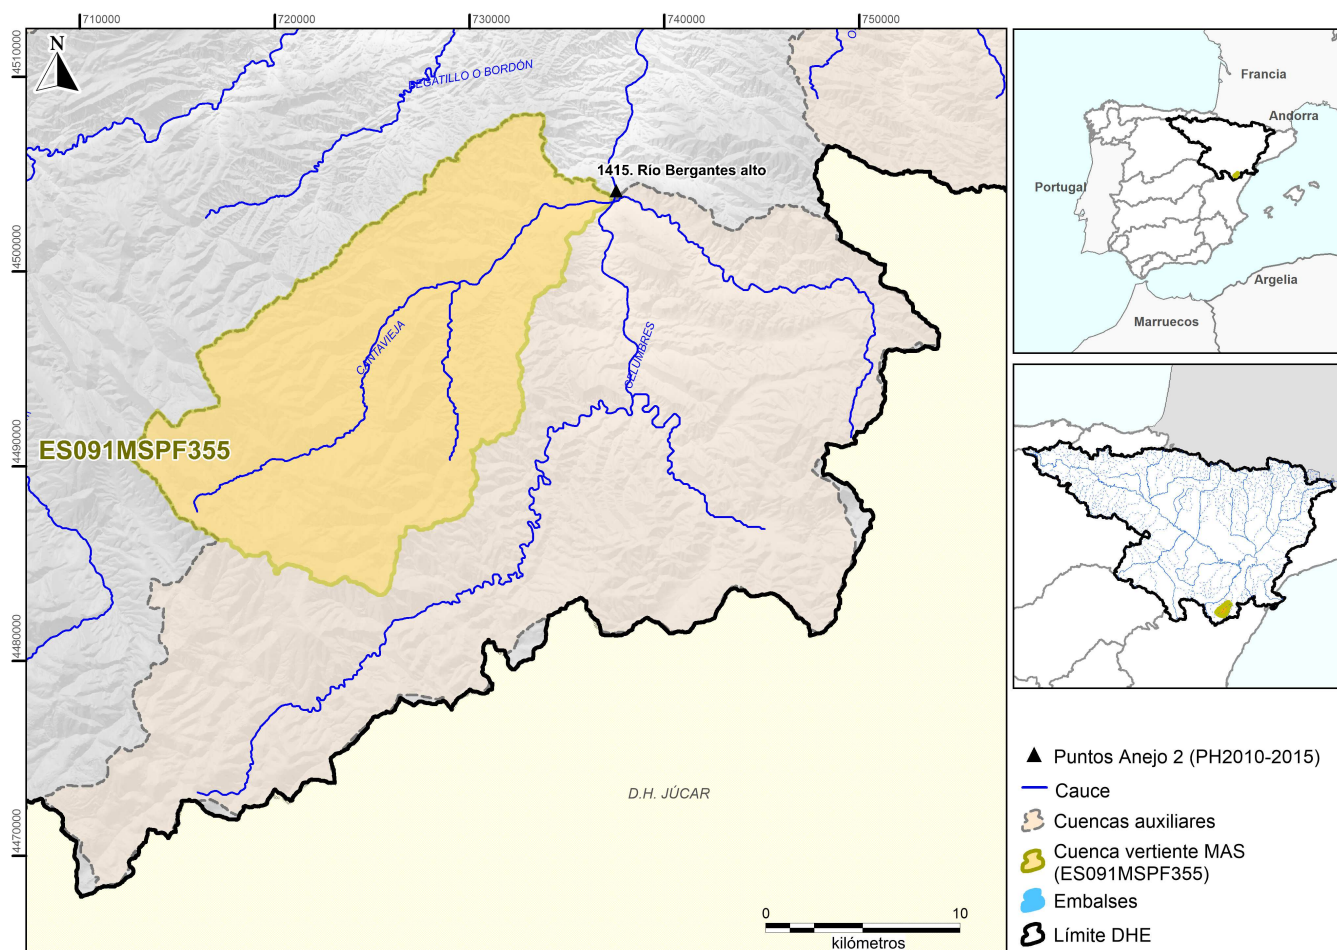 710000
720000
730000
740000
750000
4510000
4500000
4490000
4480000
4470000
N
REGATILLO O BORDÓN
O
1415. Río Bergantes alto
CANTAVIEJA
CELUMBRES
ES091MSPF355
D.H. JÚCAR
0 10
kilómetros
Francia
Andorra
Portugal
Argelia
Marruecos
Puntos Anejo 2 (PH2010-2015)
Cauce
Cuencas auxiliares
Cuenca vertiente MAS
(ES091MSPF355)
Embalses
Límite DHE